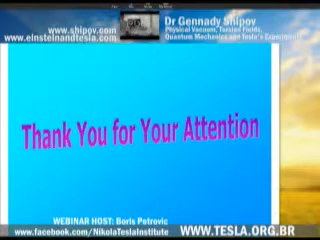 www.shipov.com
www.einsteinandtesla.com
Dr Gennady Shipov
Physical Vacuum, Torsion Fields,
Quantum Mechanics and Tesla's Experiments
Thank You for Your Attention
WEBINAR HOST: Boris Petrovic
www.facebook.com/NikolaTeslaInstitute
WWW.TESLA.ORG.BR